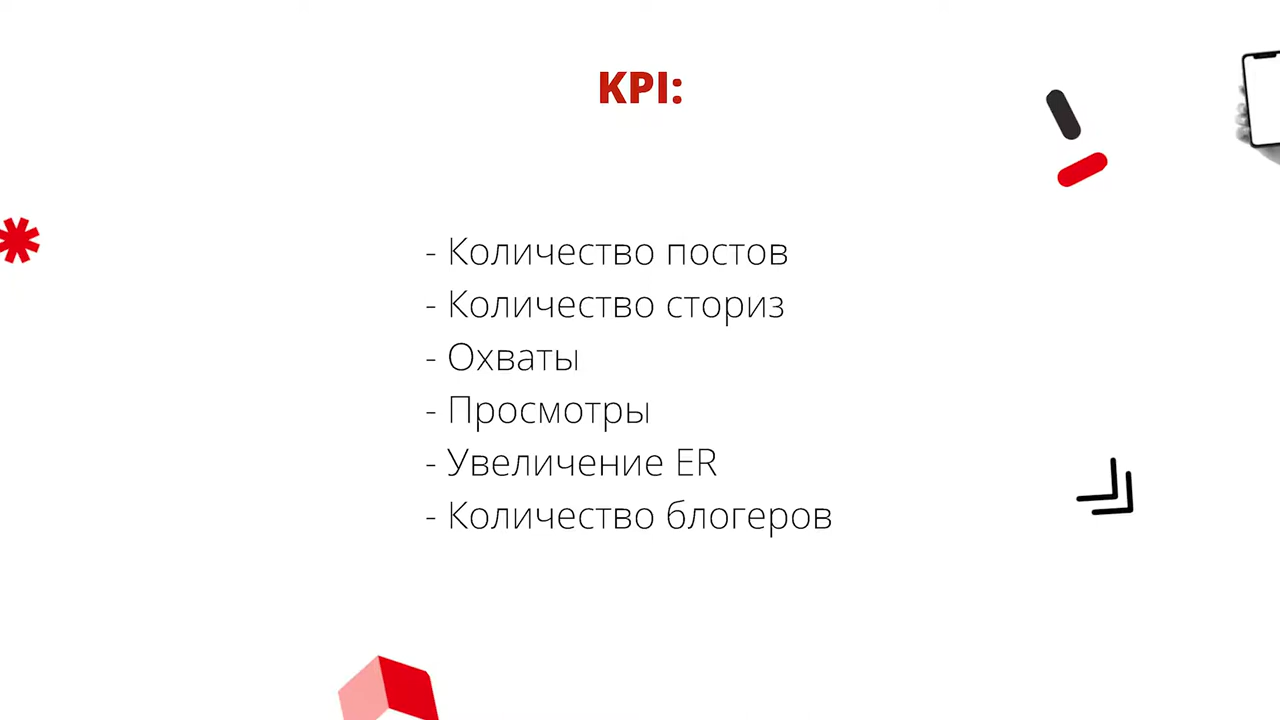 KPI:
- Количество постов
- Количество сториз
- Охваты
- Просмотры
- Увеличение ER
- Количество блогеров